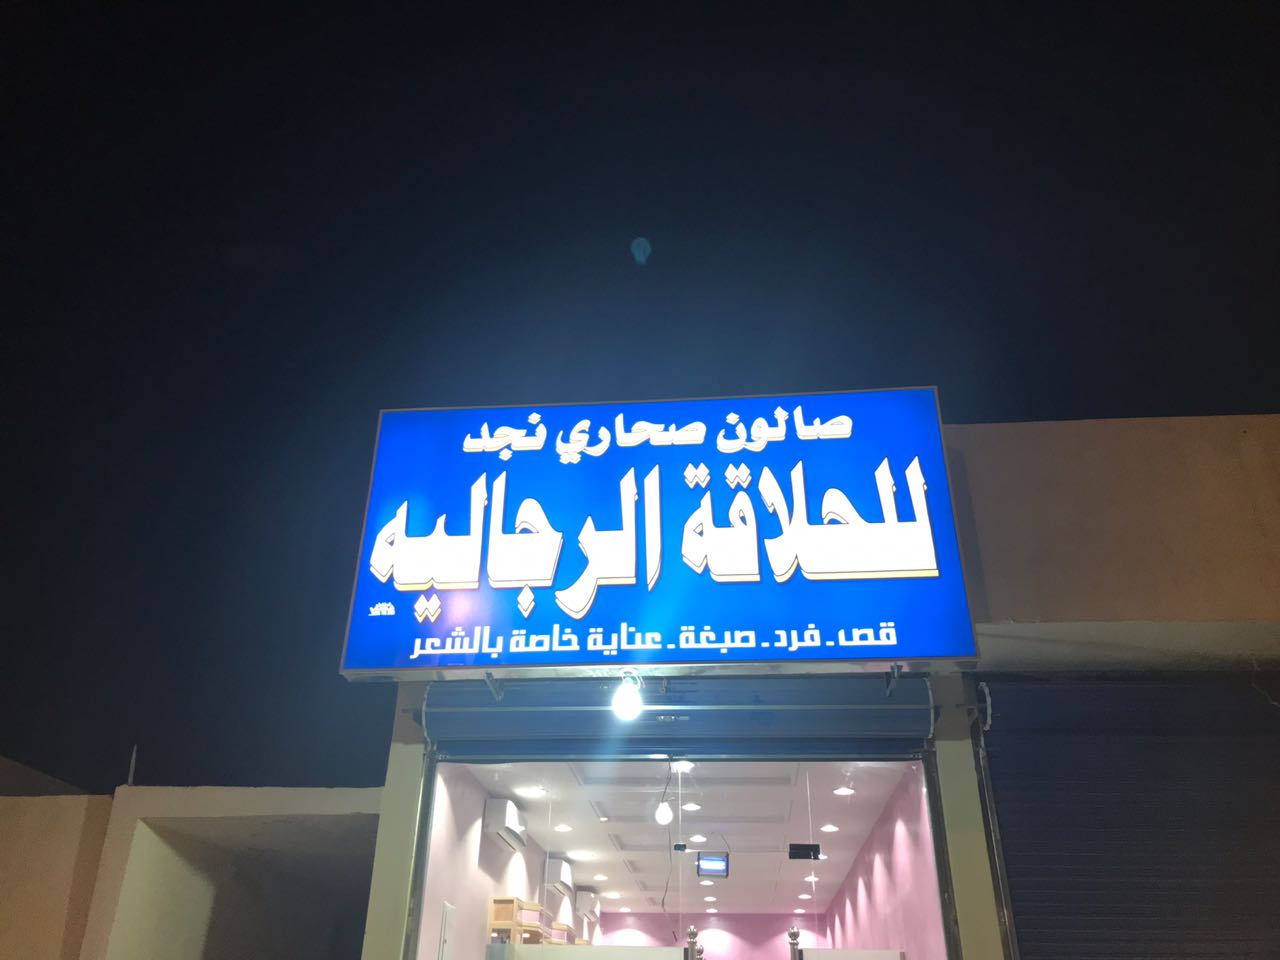 صالون صحاري نجد
للحلاقة الرجاليه
قص - فرد - صبغة - عناية خاصة بالشعر